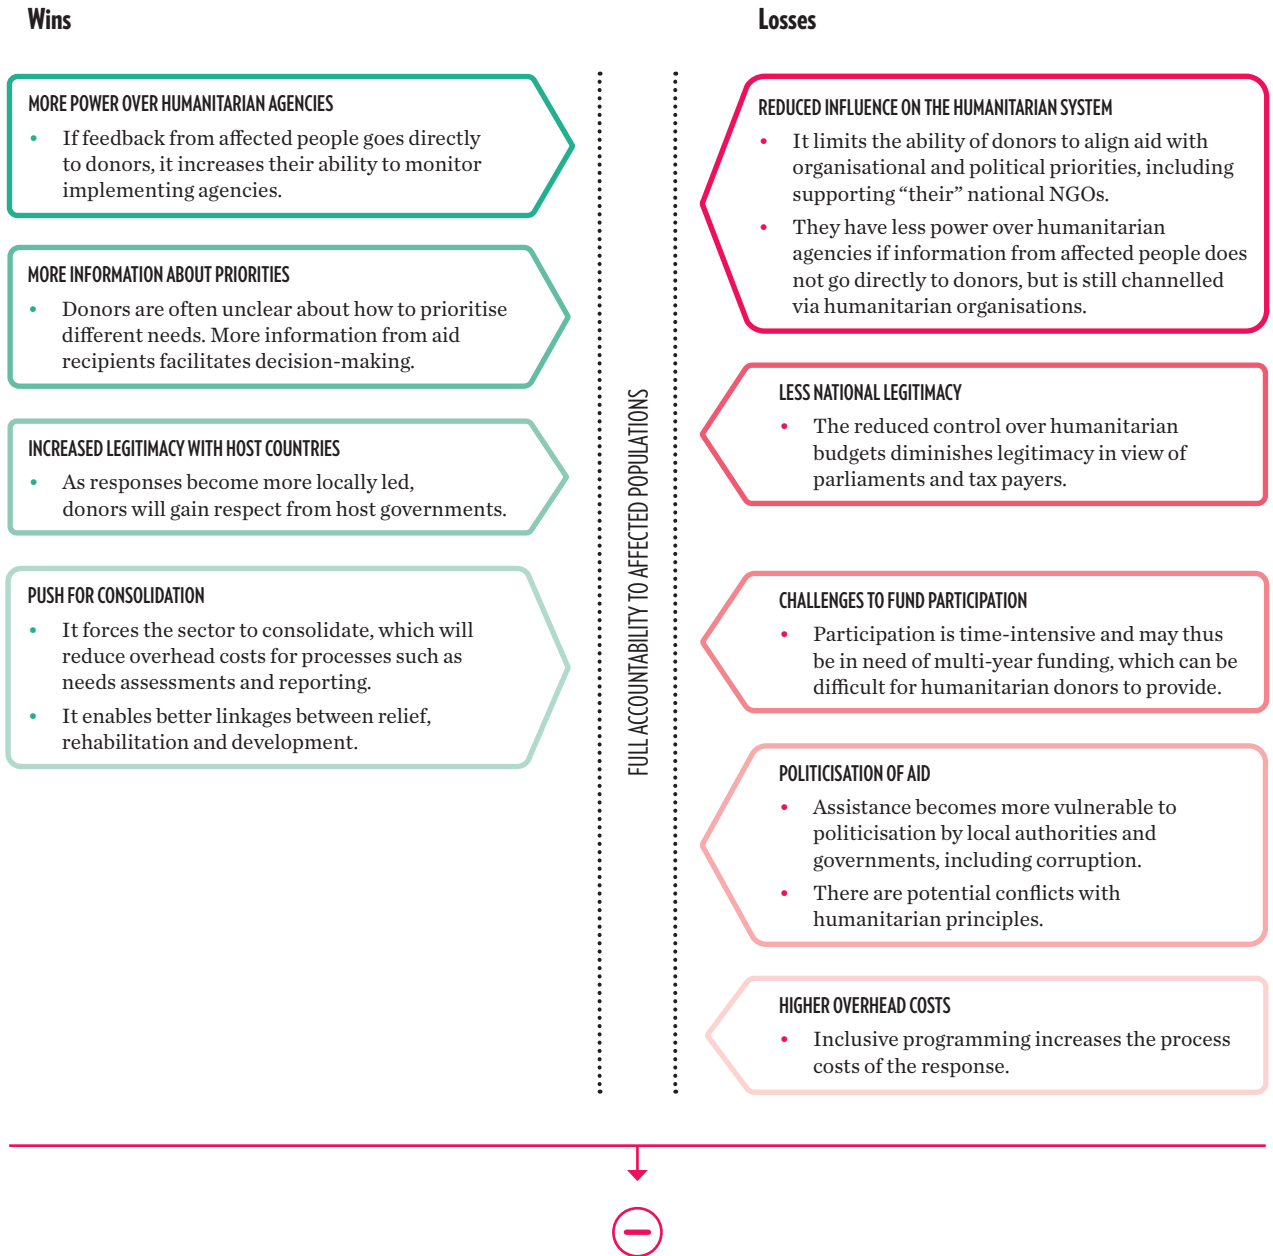 Wins
MORE POWER OVER HUMANITARIAN AGENCIES
• If feedback from affected people goes directly
to donors, it increases their ability to monitor
implementing agencies.
MORE INFORMATION ABOUT PRIORITIES
• Donors are often unclear about how to prioritise
different needs. More information from aid
recipients facilitates decision-making.
INCREASED LEGITIMACY WITH HOST COUNTRIES
• As responses become more locally led,
donors will gain respect from host governments.
PUSH FOR CONSOLIDATION
• It forces the sector to consolidate, which will
reduce overhead costs for processes such as
needs assessments and reporting.
• It enables better linkages between relief,
rehabilitation and development.
FULL ACCOUNTABILITY TO AFFECTED POPULATIONS
Losses
REDUCED INFLUENCE ON THE HUMANITARIAN SYSTEM
• It limits the ability of donors to align aid with
organisational and political priorities, including
supporting “their” national NGOs.
• They have less power over humanitarian
agencies if information from affected people does
not go directly to donors, but is still channelled
via humanitarian organisations.
LESS NATIONAL LEGITIMACY
• The reduced control over humanitarian
budgets diminishes legitimacy in view of
parliaments and tax payers.
CHALLENGES TO FUND PARTICIPATION
• Participation is time-intensive and may thus
be in need of multi-year funding, which can be
difficult for humanitarian donors to provide.
POLITICISATION OF AID
• Assistance becomes more vulnerable to
politicisation by local authorities and
governments, including corruption.
• There are potential conflicts with
humanitarian principles.
HIGHER OVERHEAD COSTS
• Inclusive programming increases the process
costs of the response.